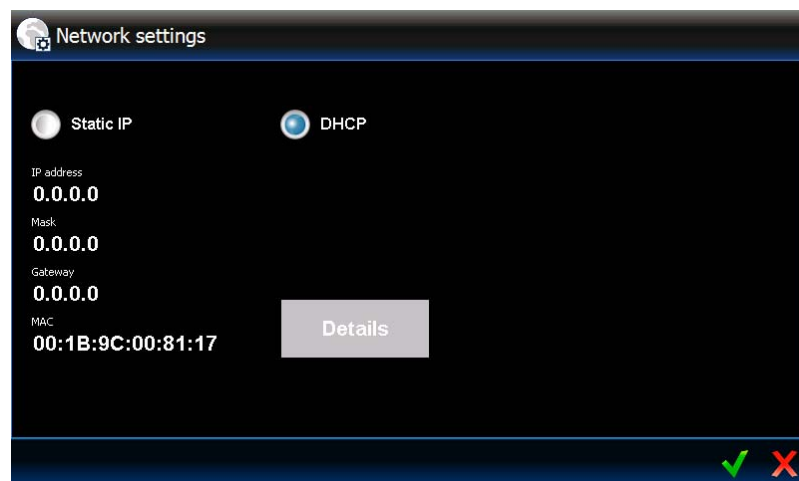 Network settings
Static IP
DHCP
IP address
0.0.0.0
Mask
0.0.0.0
Gateway
0.0.0.0
MAC
00:1B:9C:00:81:17
Details